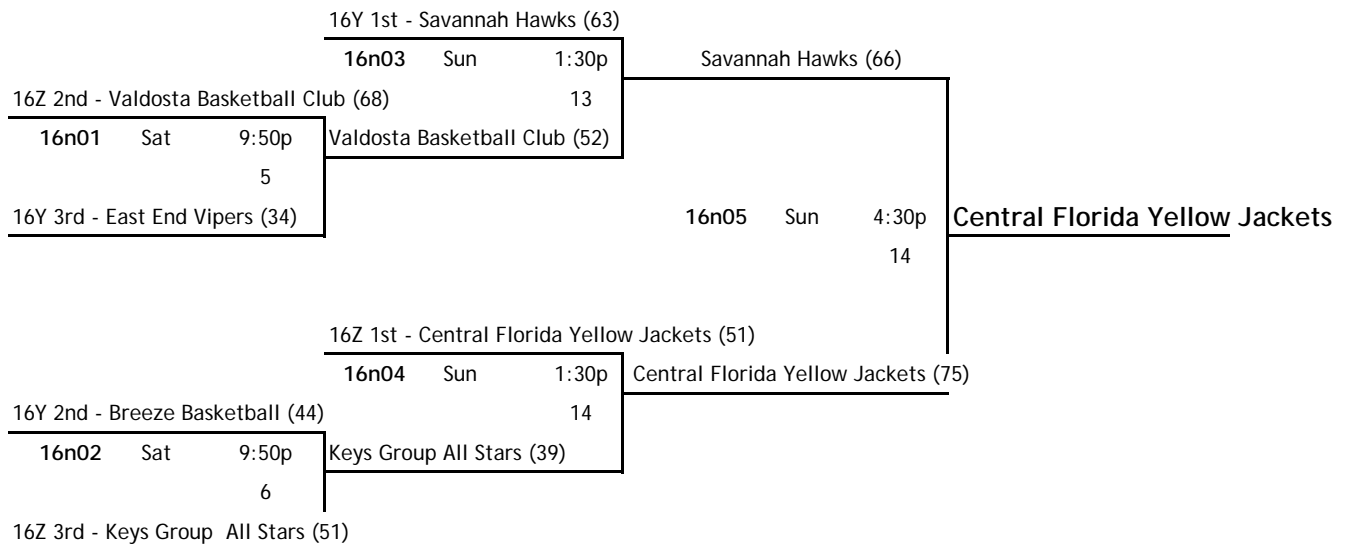 16Y 1st - Savannah Hawks (63)
16n03 Sun 1:30p Savannah Hawks (66)
16Z 2nd - Valdosta Basketball Club (68) 13
16n01 Sat 9:50p Valdosta Basketball Club (52)
5
16Y 3rd - East End Vipers (34) 16n05 Sun 4:30p Central Florida Yellow Jackets
14
16Z 1st - Central Florida Yellow Jackets (51)
16n04 Sun 1:30p Central Florida Yellow Jackets (75)
16Y 2nd - Breeze Basketball (44) 14
16n02 Sat 9:50p Keys Group All Stars (39)
6
16Z 3rd - Keys Group All Stars (51)